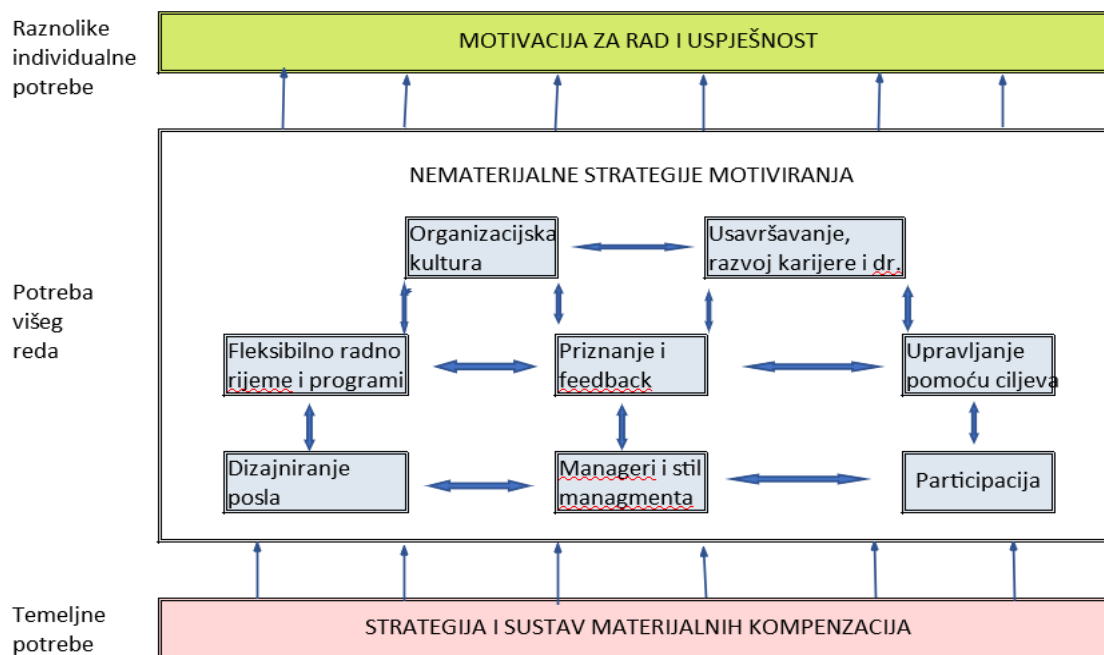 Raznolike
individualne
potrebe
MOTIVACIJA ZA RAD I USPJEŠNOST
NEMATERIJALNE STRATEGIJE MOTIVIRANJA
Organizacijska
kultura
Usavršavanje,
razvoj karijere i dr.
Potreba
višeg
reda
Fleksibilno radno
rijeme i programi
Priznanje i
feedback
Upravljanje
pomoću ciljeva
Dizajniranje
posla
Manageri i stil
managmenta
Participacija
Temeljne
potrebe
STRATEGIJA I SUSTAV MATERIJALNIH KOMPENZACIJA